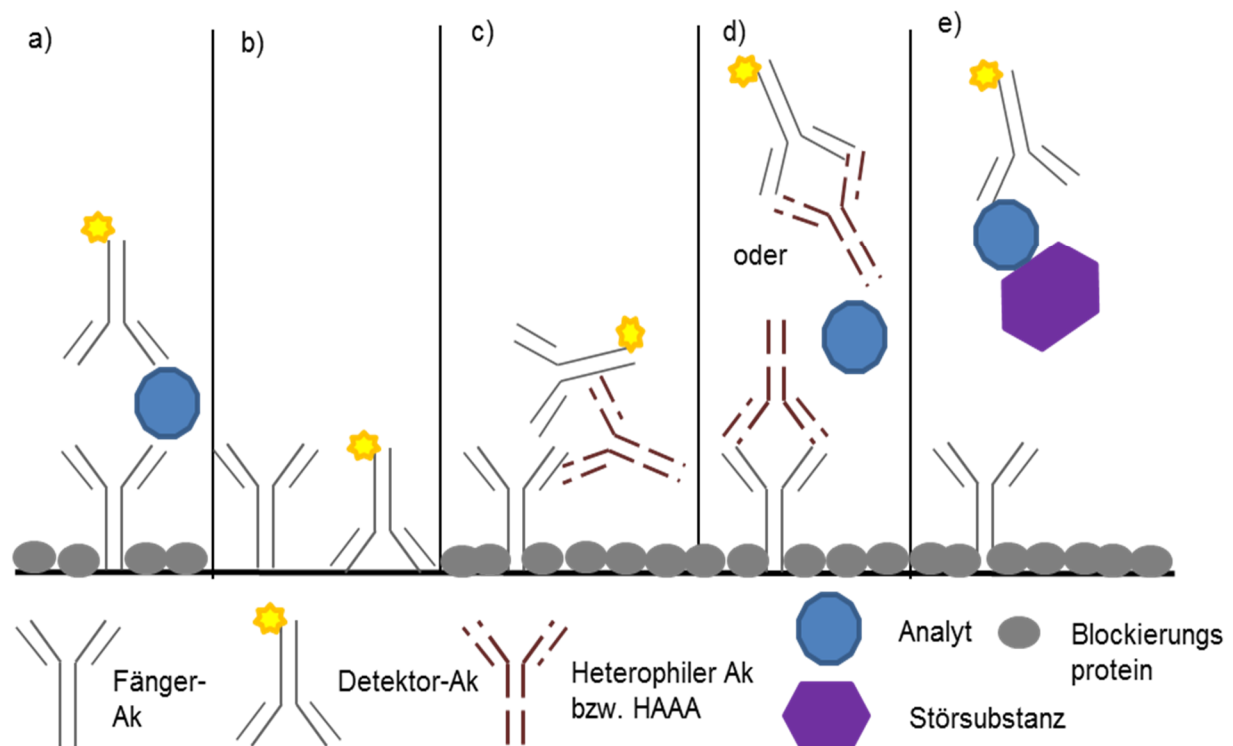 a)
b)
c)
d)
e)
oder
Fänger-
Ak
Detektor-Ak
Heterophiler Ak
bzw. HAAA
Analyt
Störsubstanz
Blockierungs
protein